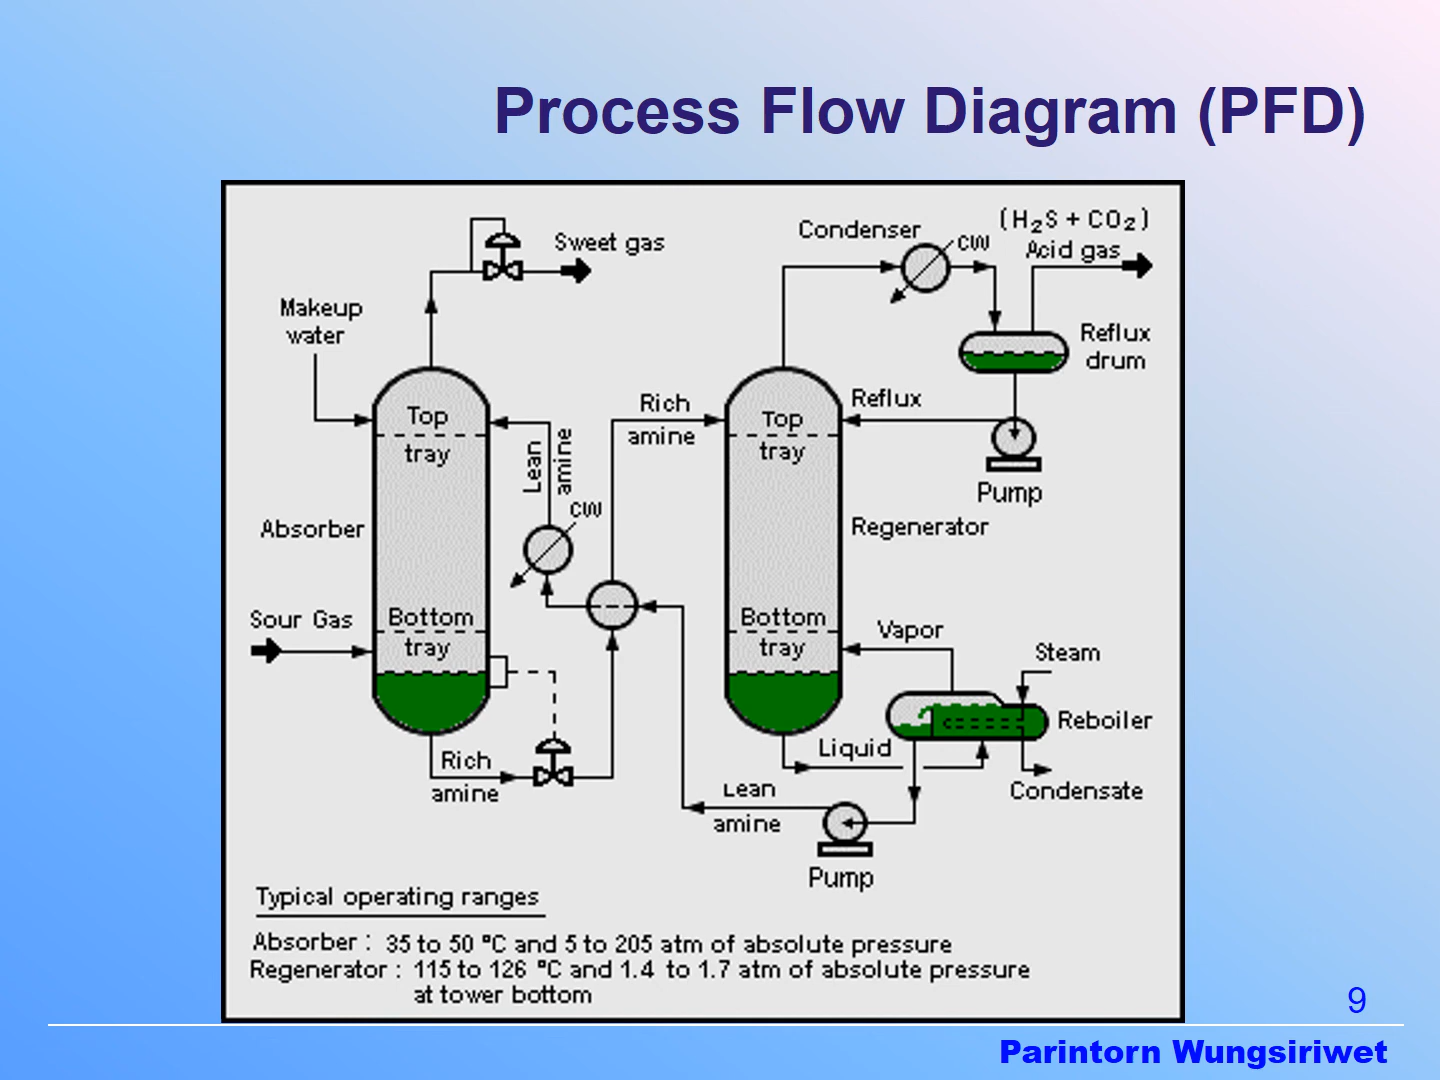 Process Flow Diagram (PFD)
Sweet gas
Makeup
water
Condenser
CW
(H₂S + CO₂)
Acid gas
Reflux
drum
Top
tray
Lean
amine
Rich
amine
Top
tray
Reflux
Pump
CW
Absorber
Regenerator
Sour Gas
Bottom
tray
Bottom
tray
Vapor
Steam
Reboiler
Liquid
Condensate
Rich
amine
Lean
amine
Pump
Typical operating ranges
Absorber : 35 to 50 °C and 5 to 205 atm of absolute pressure
Regenerator : 115 to 126 °C and 1.4 to 1.7 atm of absolute pressure
at tower bottom
9
Parintorn Wungsiriwet